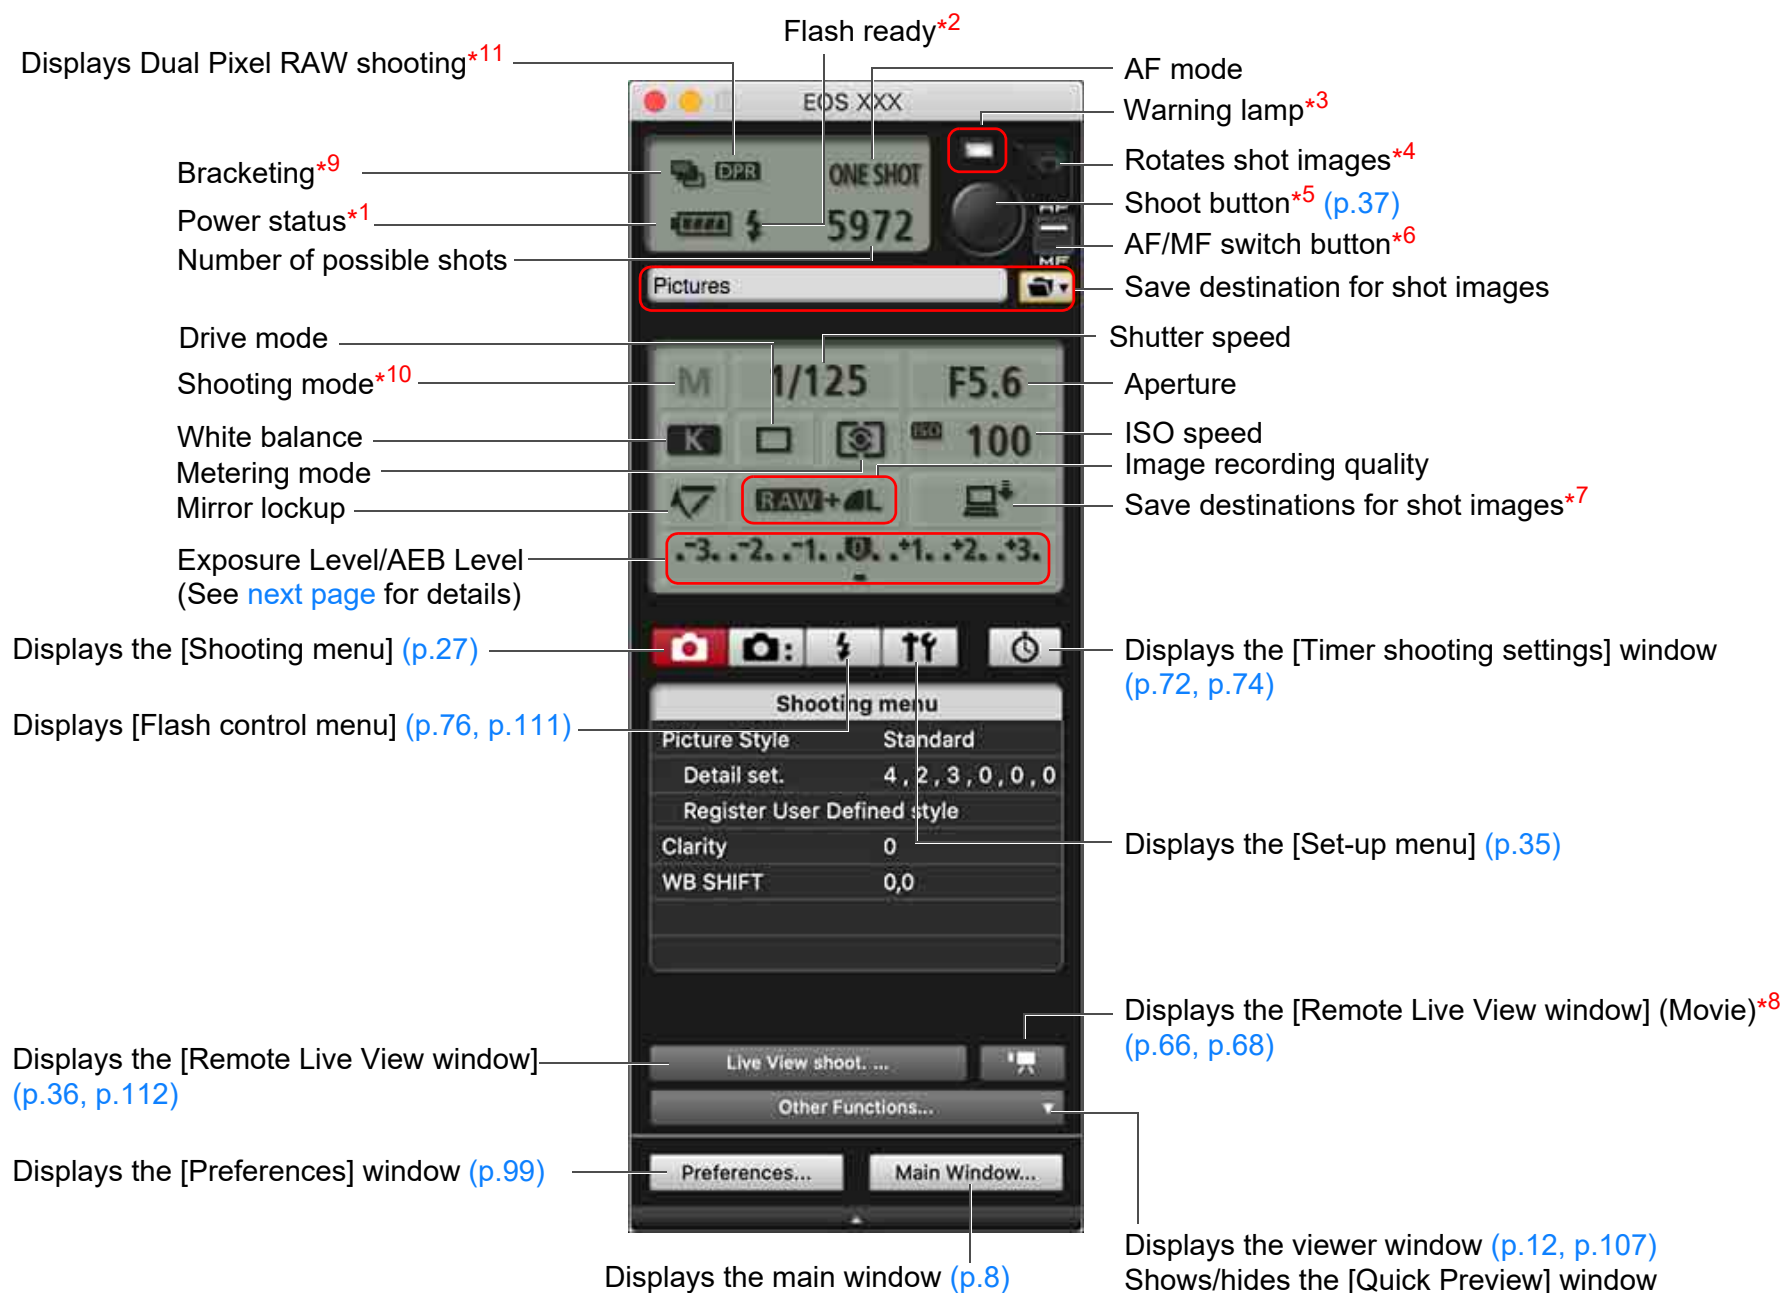 Flash ready*2
Displays Dual Pixel RAW shooting*11
AF mode
EOS XXX
Warning lamp*3
Bracketing*9
DPR
ONE SHOT
Rotates shot images*4
Shoot button*5 (p.37)
Power status*1
5972
AF
AF/MF switch button*6
MF
Number of possible shots
Pictures
Save destination for shot images
Drive mode
Shutter speed
Shooting mode*10
M 1/125 F5.6
Aperture
White balance
K
ISO 100
ISO speed
Metering mode
Image recording quality
Mirror lockup
RAW+L
Save destinations for shot images*7
Exposure Level/AEB Level
(See next page for details)
.-3. .-2. .-1. .0. .+1. .+2. .+3.
Displays the [Shooting menu] (p.27)
Displays the [Timer shooting settings] window
(p.72, p.74)
Shooting menu
Displays [Flash control menu] (p.76, p.111)
Picture Style Standard
Detail set. 4 , 2 , 3 , 0 , 0 , 0
Register User Defined style
Clarity 0
WB SHIFT 0,0
Displays the [Set-up menu] (p.35)
Displays the [Remote Live View window] (Movie)*8
(p.66, p.68)
Displays the [Remote Live View window]
(p.36, p.112)
Live View shoot. ...
Other Functions...
Displays the [Preferences] window (p.99)
Preferences...
Main Window...
Displays the main window (p.8)
Displays the viewer window (p.12, p.107)
Shows/hides the [Quick Preview] window